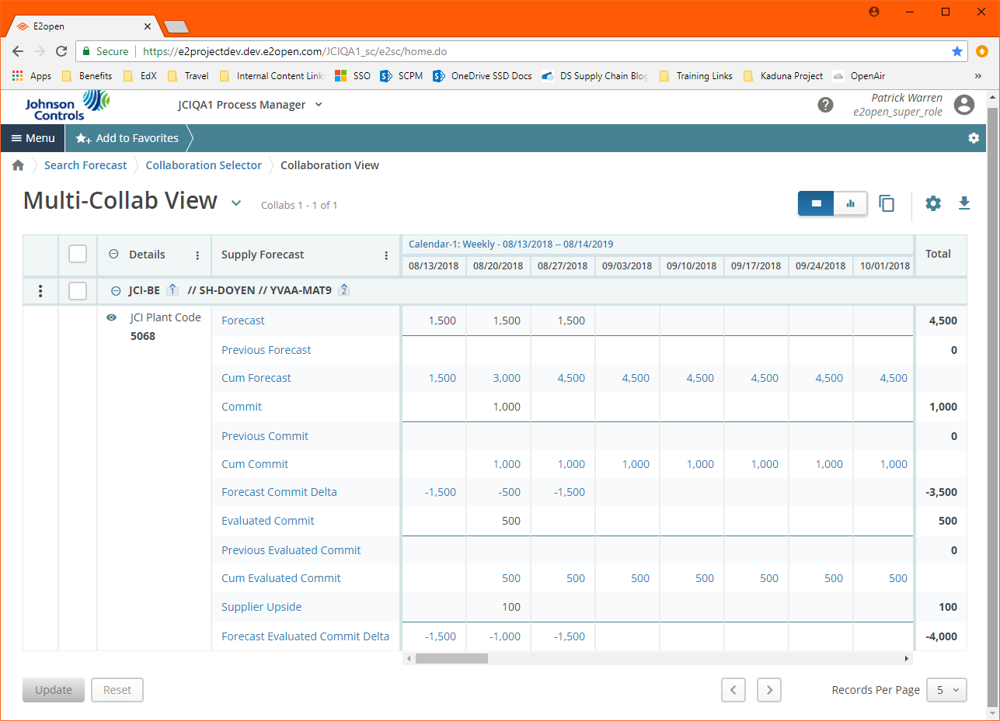 E2open
Secure https://e2projectdev.dev.e2open.com/JCIQA1_sc/e2sc/home.do
Apps Benefits EdX Travel Internal Content Link SSO SCPM OneDrive SSD Docs DS Supply Chain Blog Training Links Kaduna Project OpenAir »
Johnson Controls JCIQA1 Process Manager ? Patrick Warren
e2open_super_role
Menu Add to Favorites
Search Forecast Collaboration Selector Collaboration View
Multi-Collab View Collabs 1 - 1 of 1
Details Supply Forecast Calendar-1: Weekly - 08/13/2018 -- 08/14/2019 Total
08/13/2018 08/20/2018 08/27/2018 09/03/2018 09/10/2018 09/17/2018 09/24/2018 10/01/2018
JCI-BE 1 // SH-DOYEN // YVAA-MAT9 2
JCI Plant Code
5068
Forecast 1,500 1,500 1,500 4,500
Previous Forecast 0
Cum Forecast 1,500 3,000 4,500 4,500 4,500 4,500 4,500 4,500
Commit 1,000 1,000
Previous Commit 0
Cum Commit 1,000 1,000 1,000 1,000 1,000 1,000 1,000
Forecast Commit Delta -1,500 -500 -1,500 -3,500
Evaluated Commit 500 500
Previous Evaluated Commit 0
Cum Evaluated Commit 500 500 500 500 500 500 500
Supplier Upside 100 100
Forecast Evaluated Commit Delta -1,500 -1,000 -1,500 -4,000
Update Reset Records Per Page 5